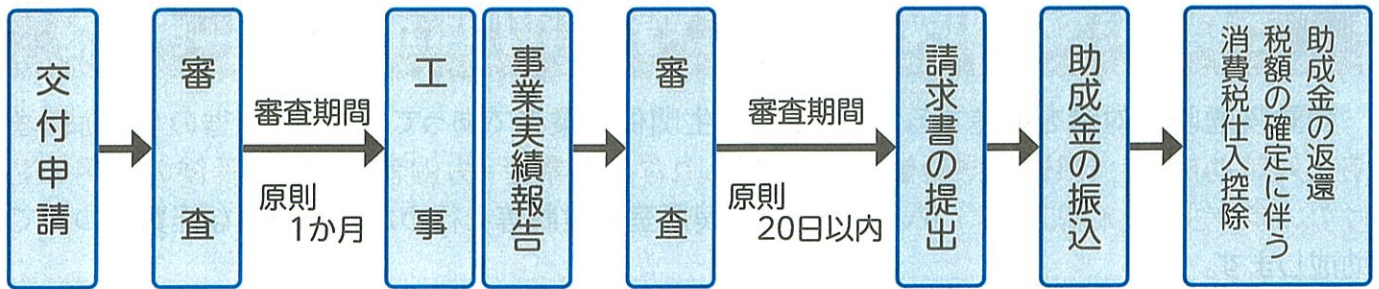 交付申請
審査
審査期間
原則
1か月
工事
事業実績報告
審査
審査期間
原則
20日以内
請求書の提出
助成金の振込
消費税仕入控除
税額の確定に伴う
助成金の返還